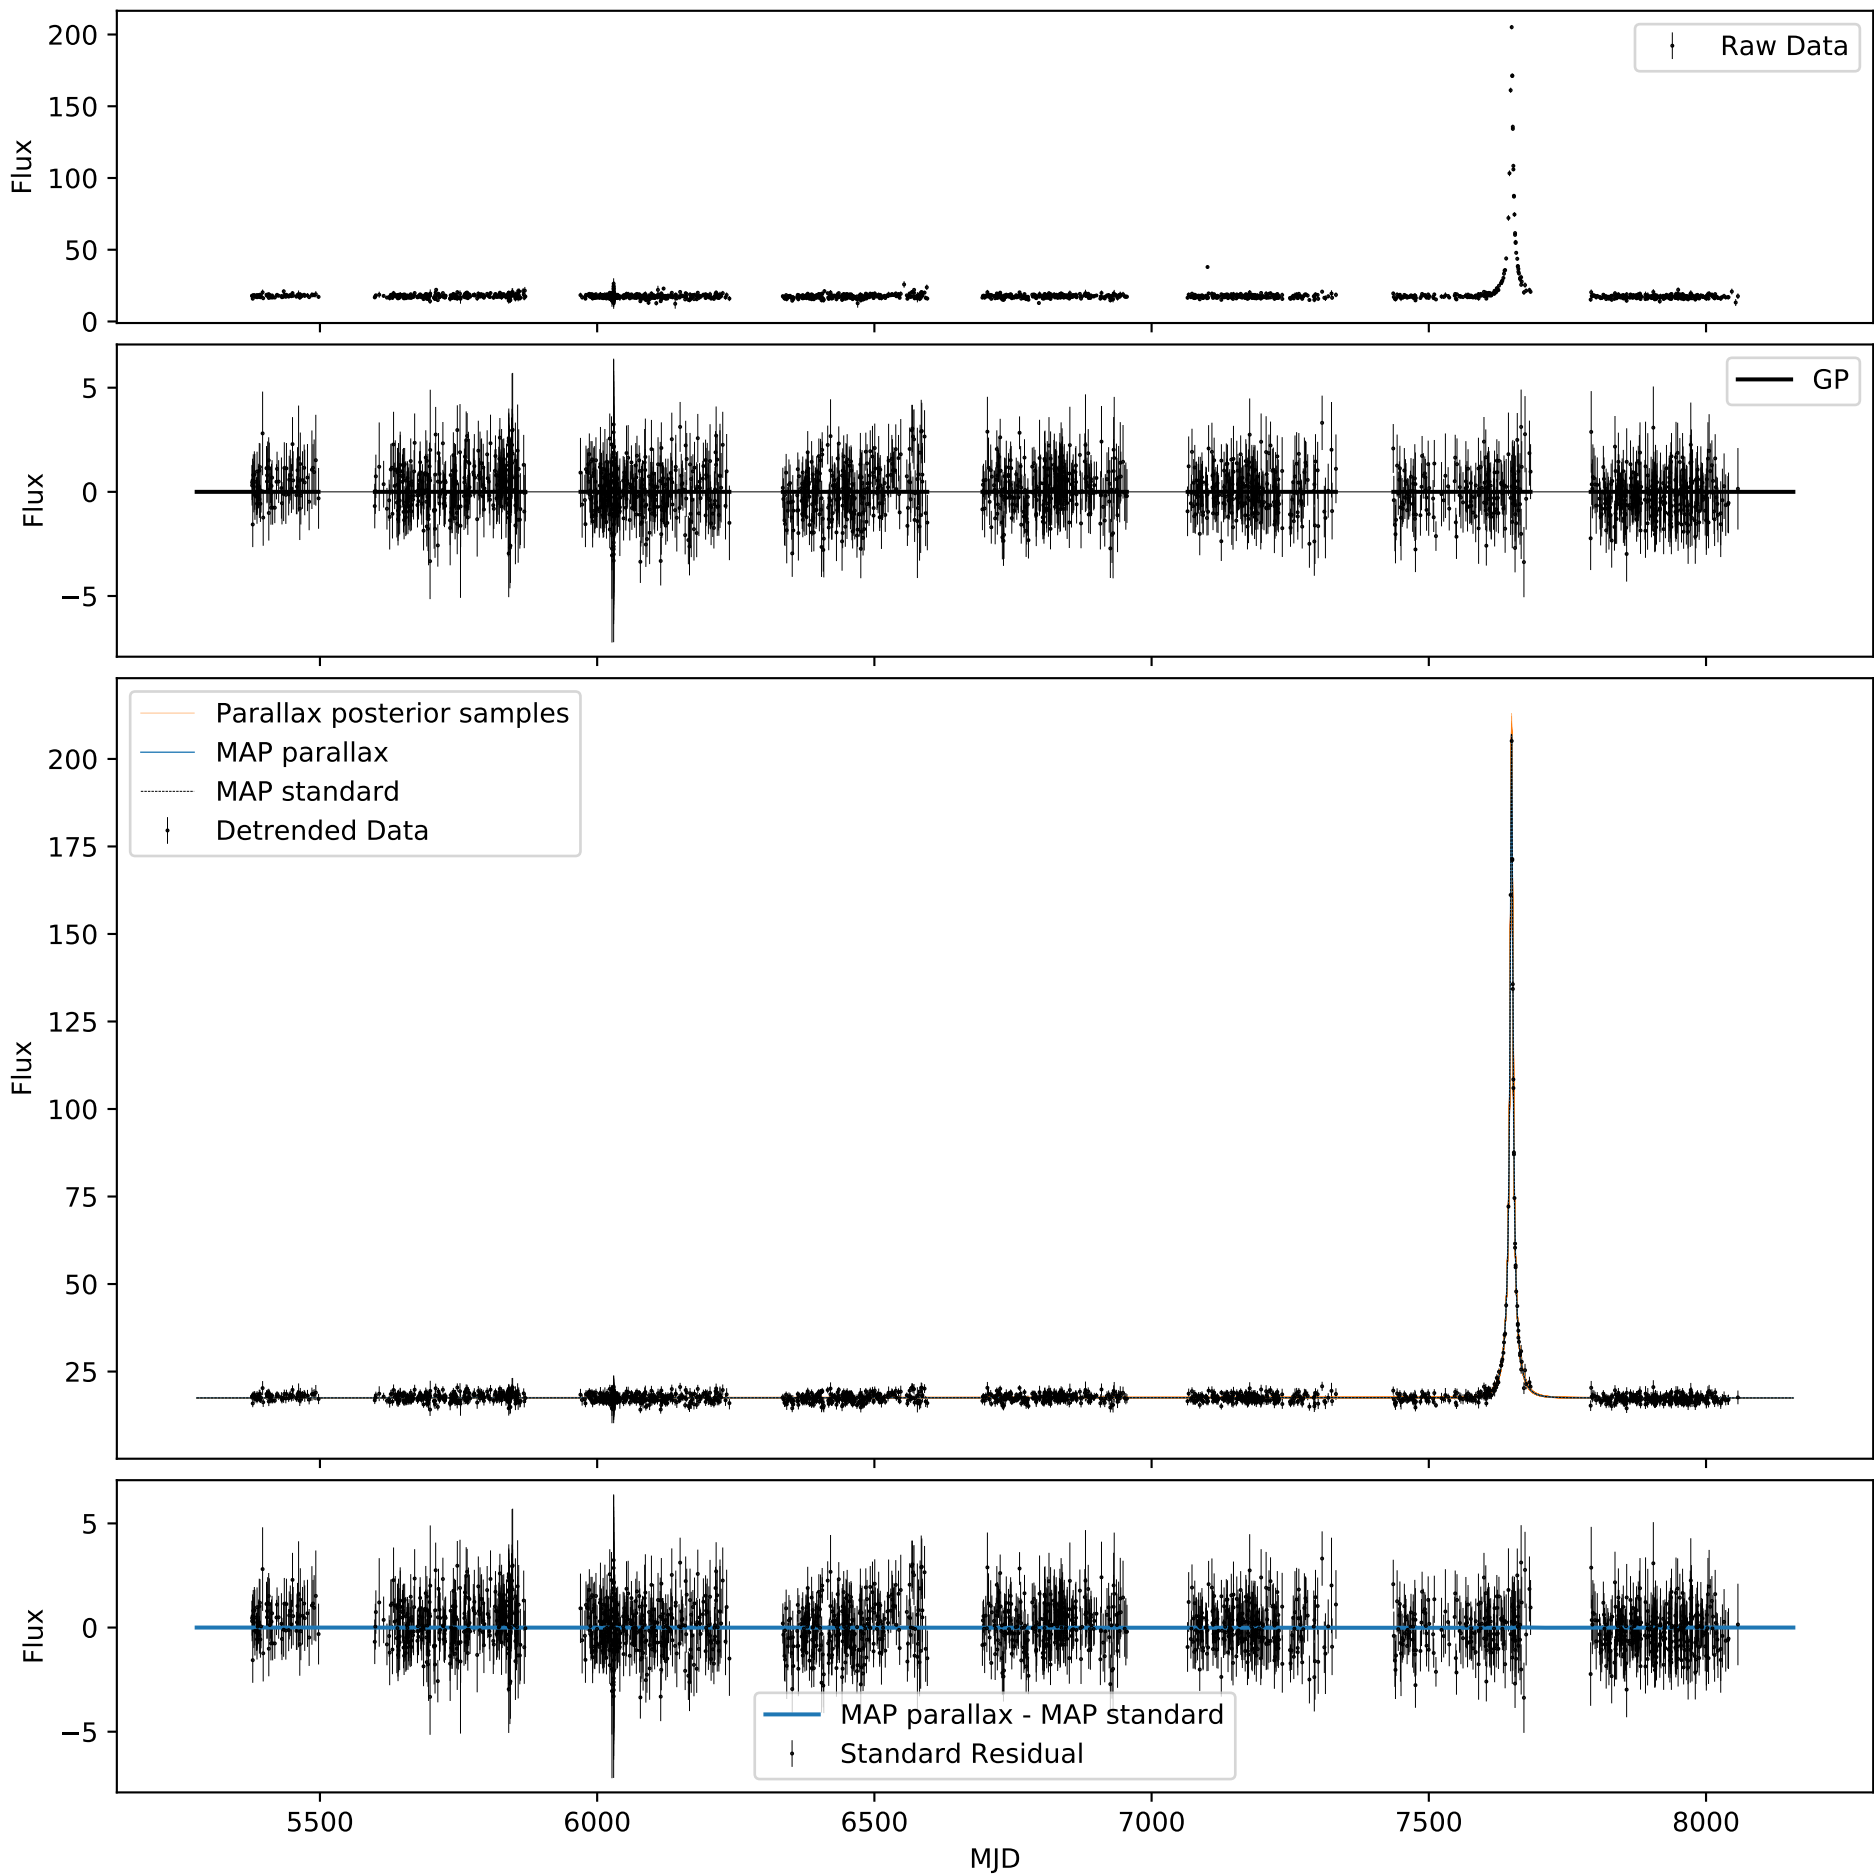 200
150
100
50
0
Flux
Raw Data
5
0
−5
Flux
GP
200
175
150
125
100
75
50
25
Flux
Parallax posterior samples
MAP parallax
MAP standard
Detrended Data
5
0
−5
Flux
MAP parallax - MAP standard
Standard Residual
5500
6000
6500
7000
7500
8000
MJD